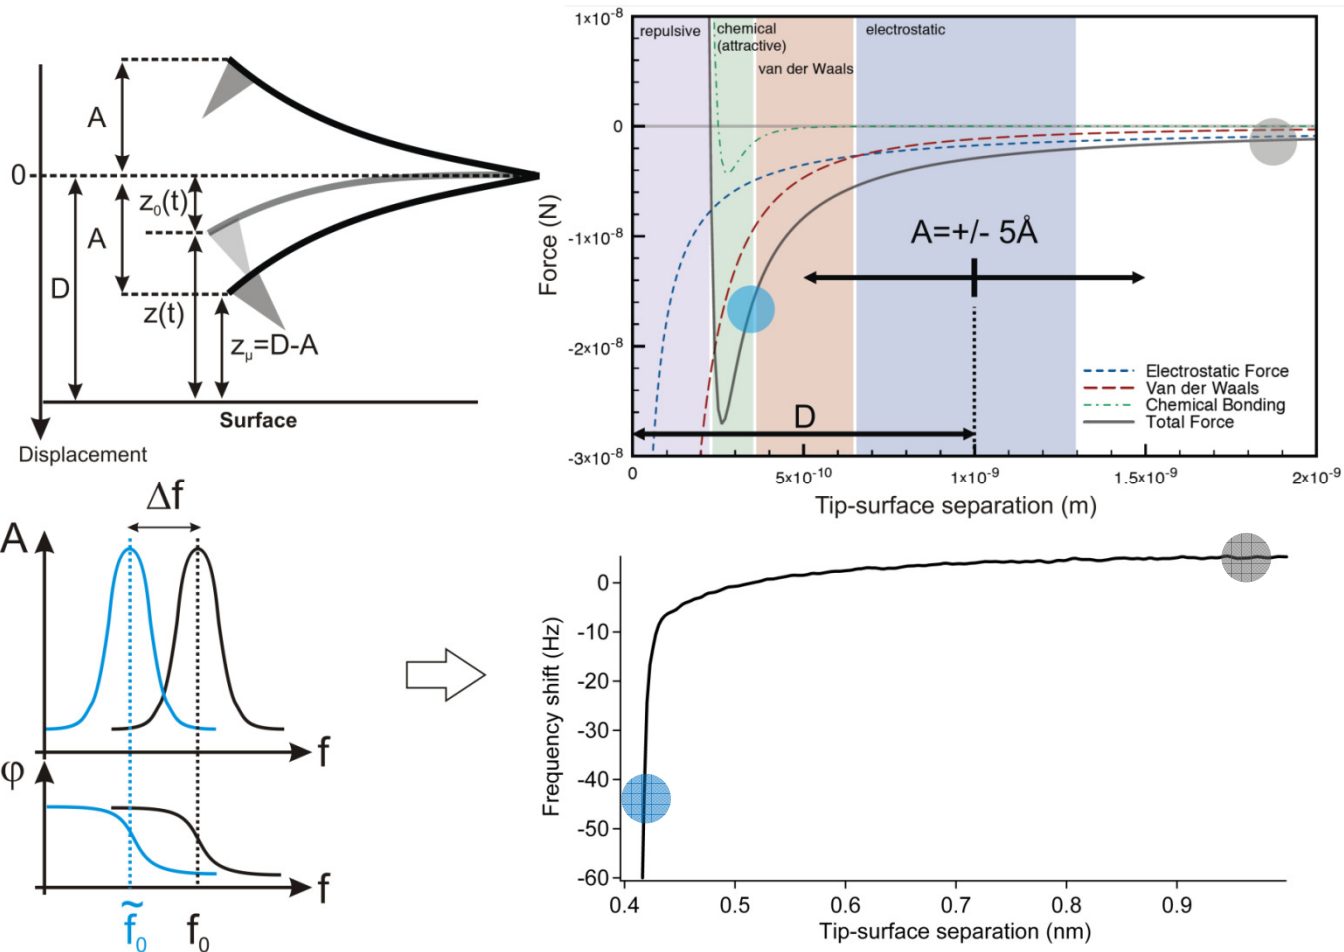 A
0
z₀(t)
A
D
z(t)
zμ=D-A
Surface
Displacement
1×10⁻⁸
0
-1×10⁻⁸
-2×10⁻⁸
-3×10⁻⁸
Force (N)
repulsive
chemical
(attractive)
van der Waals
electrostatic
A=+/- 5Å
Electrostatic Force
Van der Waals
Chemical Bonding
Total Force
D
0
5×10⁻¹⁰
1×10⁻⁹
1.5×10⁻⁹
2×10⁻⁹
Tip-surface separation (m)
Δf
A
f
φ
f
f̃₀
f₀
Frequency shift (Hz)
0
-10
-20
-30
-40
-50
-60
0.4
0.5
0.6
0.7
0.8
0.9
Tip-surface separation (nm)